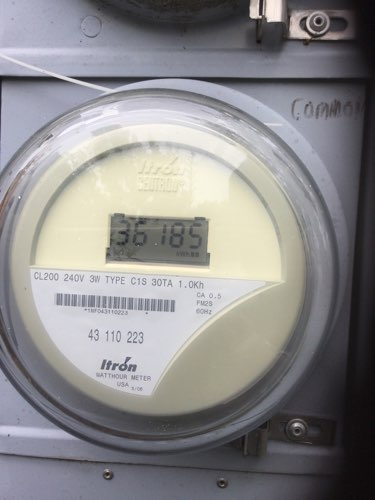 COMMON
Itron
CENTRON
36185
CL200 240V 3W TYPE C1S 30TA 1.0Kh
CA 0.5
FM2S
60Hz
43 110 223
Itron
WATTHOUR METER
USA